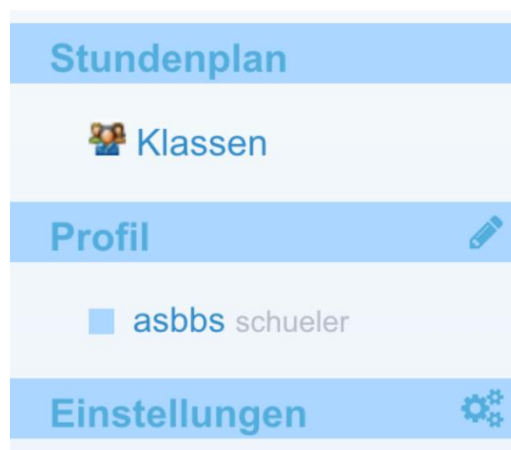 Stundenplan
Klassen
Profil
asbbs schueler
Einstellungen